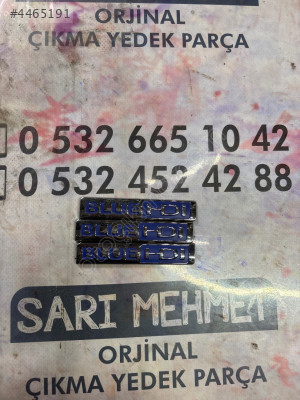 #4465191
ORJİNAL
ÇIKMA YEDEK PARÇA
0 532 665 10 42
0 532 452 42 88
BLUEHDI
BLUEHDI
BLUEHDI
SARI MEHMET
ORJİNAL
ÇIKMA YEDEK PARÇA